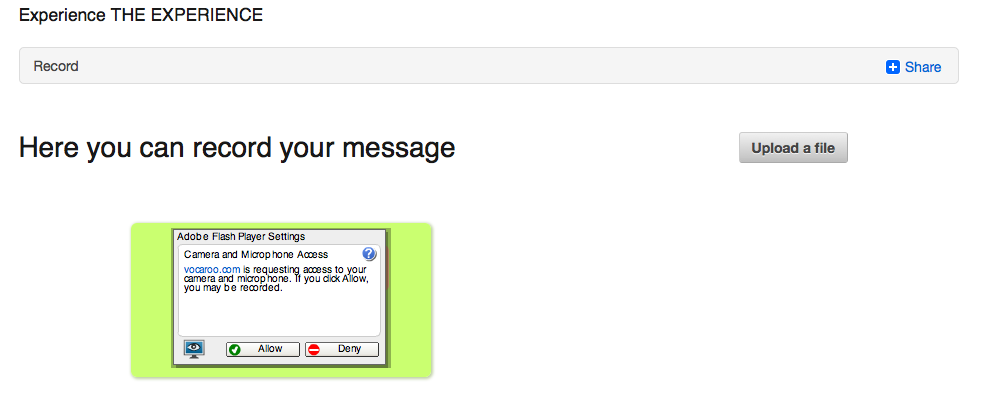 Experience THE EXPERIENCE
Record
Share
Here you can record your message
Upload a file
Adobe Flash Player Settings
Camera and Microphone Access
vocaroo.com is requesting access to your
camera and microphone. If you click Allow,
you may be recorded.
Allow
Deny